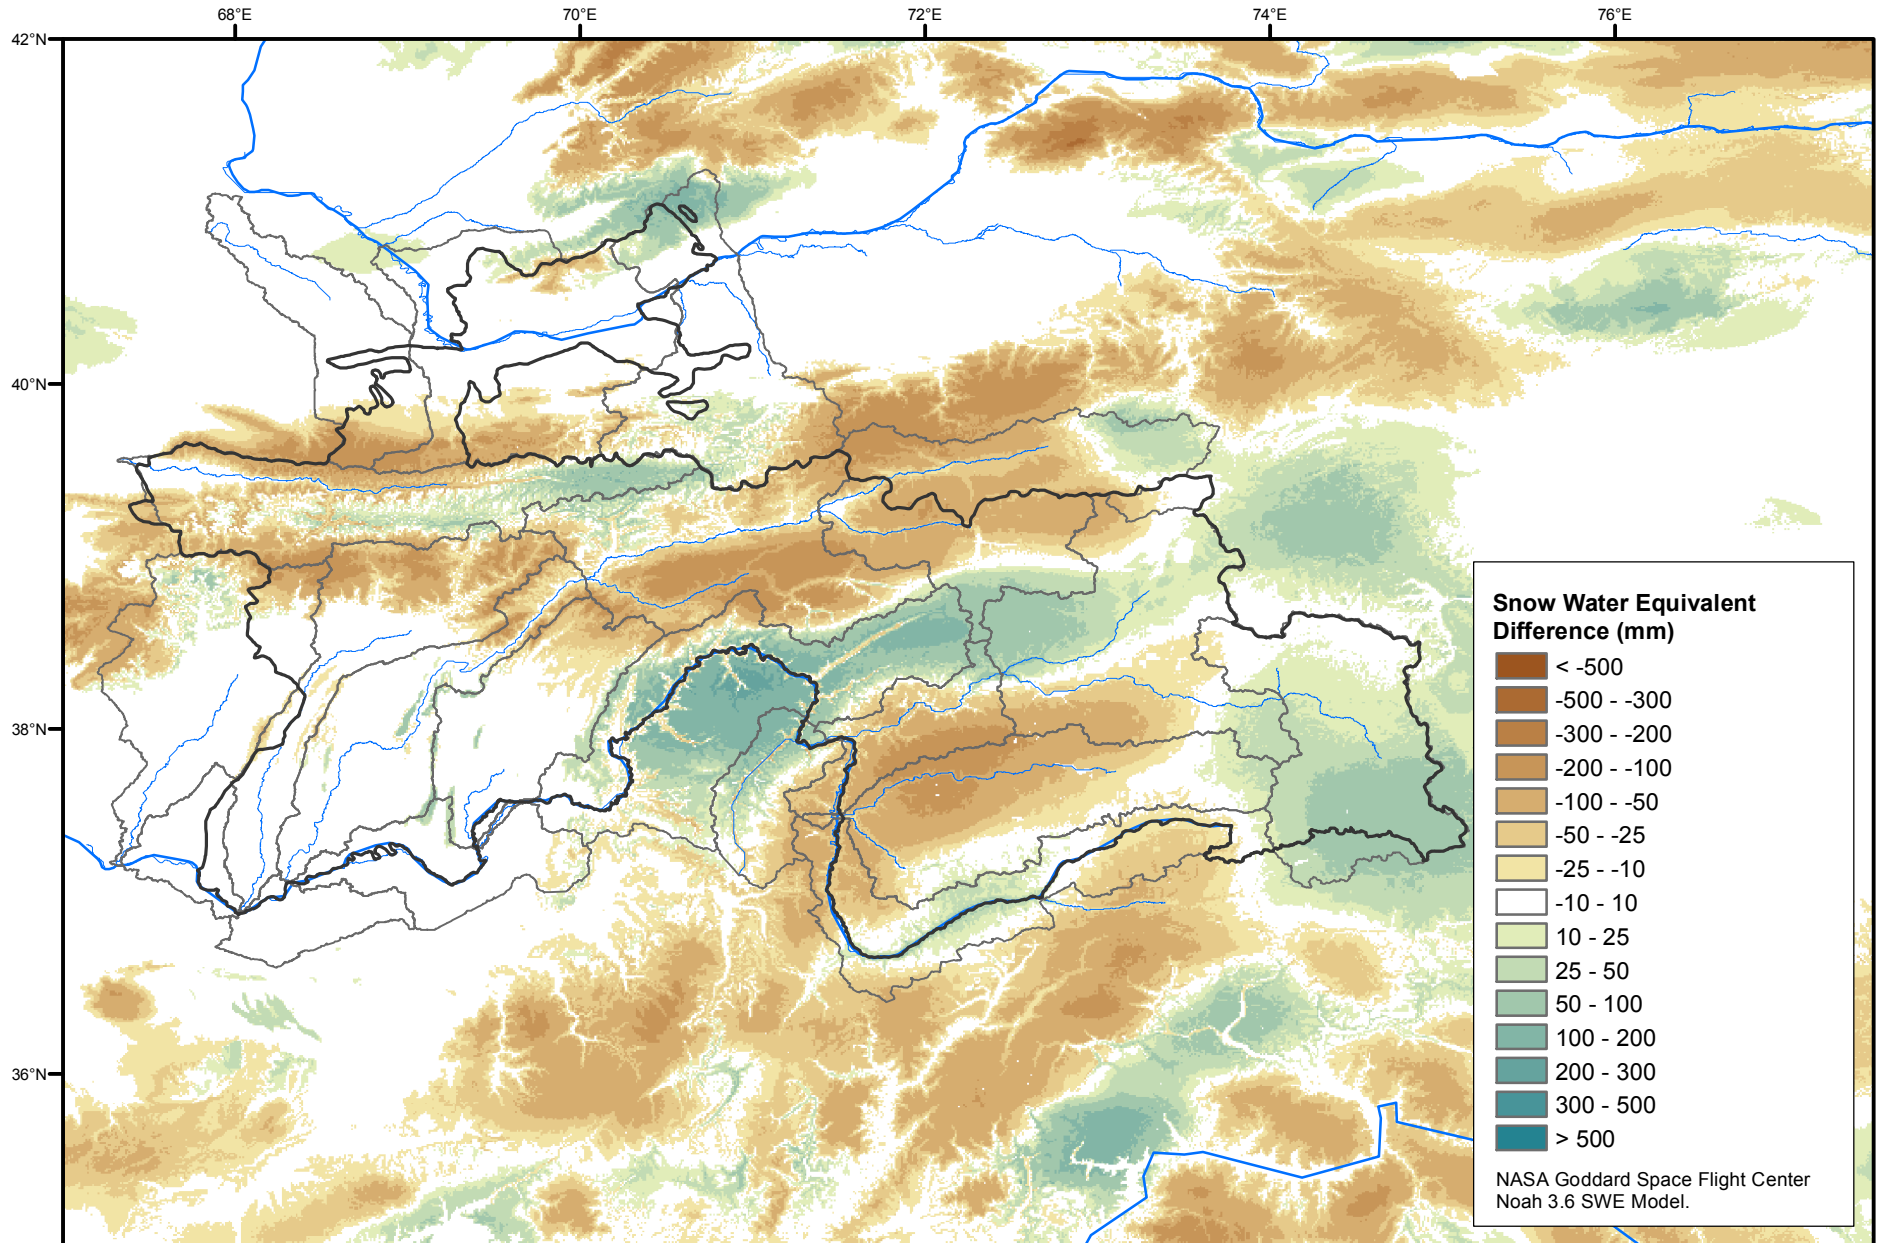 68°E
70°E
72°E
74°E
76°E
42°N
40°N
38°N
36°N
Snow Water Equivalent
Difference (mm)
< -500
-500 - -300
-300 - -200
-200 - -100
-100 - -50
-50 - -25
-25 - -10
-10 - 10
10 - 25
25 - 50
50 - 100
100 - 200
200 - 300
300 - 500
> 500
NASA Goddard Space Flight Center
Noah 3.6 SWE Model.